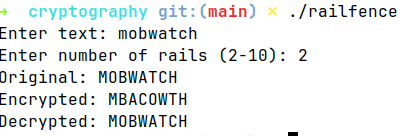 → cryptography git:(main) × ./railfence
Enter text: mobwatch
Enter number of rails (2-10): 2
Original: MOBWATCH
Encrypted: MBACOWTH
Decrypted: MOBWATCH